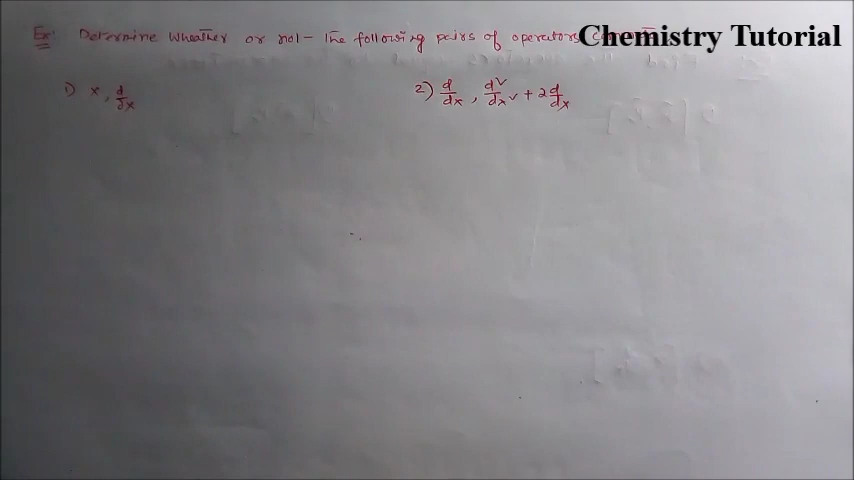 Ex: Determine wheather or not the following pairs of operators Chemistry Tutorial
1) x, d/dx 2) d/dx, d²/dx² + 2 d/dx